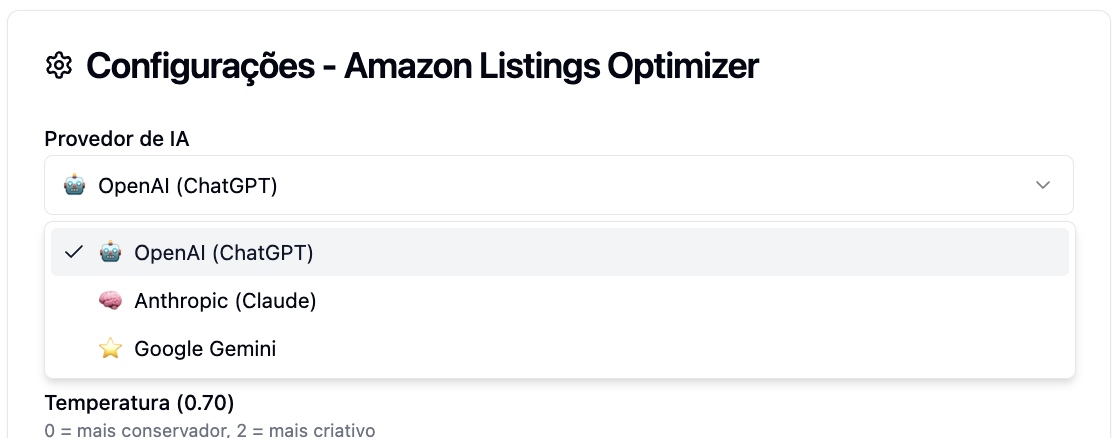 Configurações - Amazon Listings Optimizer
Provedor de IA
OpenAI (ChatGPT)
OpenAI (ChatGPT)
Anthropic (Claude)
Google Gemini
Temperatura (0.70)
0 = mais conservador, 2 = mais criativo